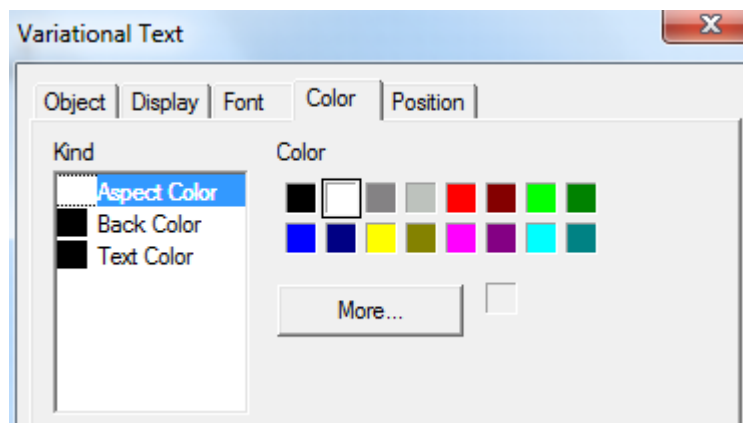 Variational Text
Object Display Font Color Position
Kind
Color
Aspect Color
Back Color
Text Color
More...